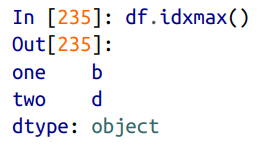 In [235]: df.idxmax()
Out[235]:
one    b
two    d
dtype: object